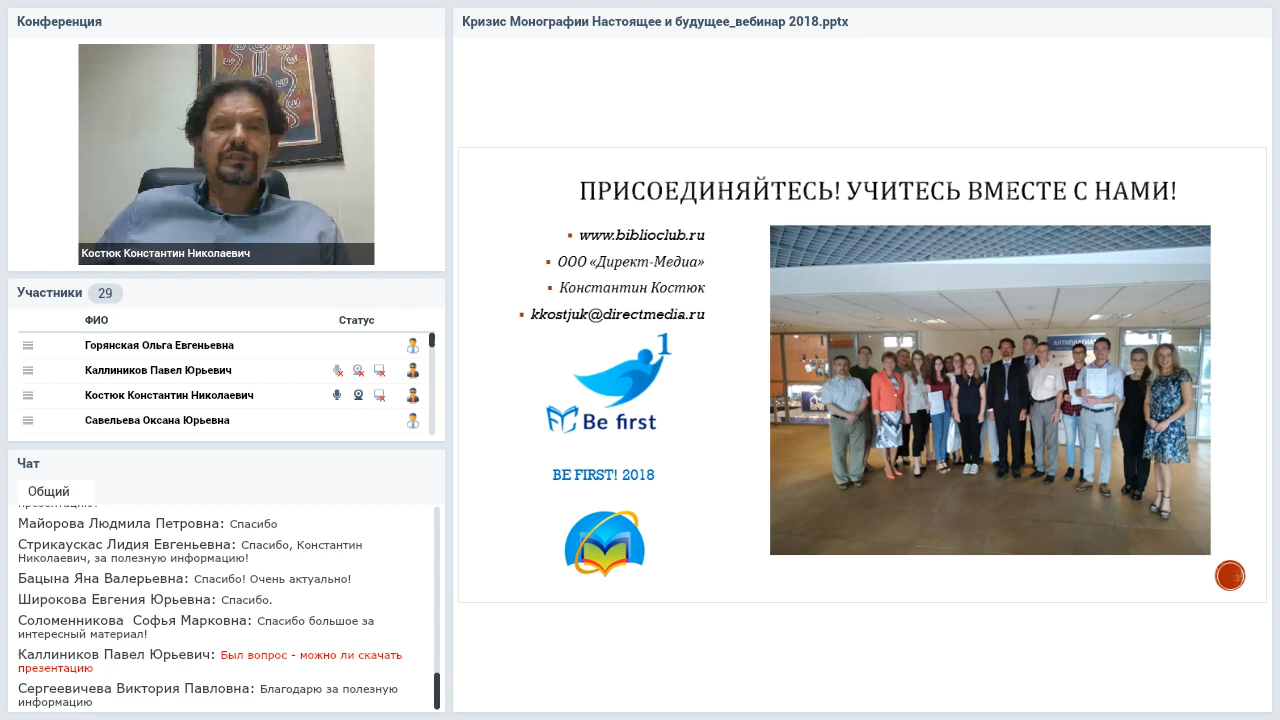 Конференция
Костюк Константин Николаевич
Участники 29
ФИО Статус
Горянская Ольга Евгеньевна
Каллиников Павел Юрьевич
Костюк Константин Николаевич
Савельева Оксана Юрьевна
Чат
Общий
презентацию?
Майорова Людмила Петровна: Спасибо
Стрикаускас Лидия Евгеньевна: Спасибо, Константин
Николаевич, за полезную информацию!
Бацына Яна Валерьевна: Спасибо! Очень актуально!
Широкова Евгения Юрьевна: Спасибо.
Соломенникова Софья Марковна: Спасибо большое за
интересный материал!
Каллиников Павел Юрьевич: Был вопрос - можно ли скачать
презентацию
Сергеевичева Виктория Павловна: Благодарю за полезную
информацию
Кризис Монографии Настоящее и будущее_вебинар 2018.pptx
ПРИСОЕДИНЯЙТЕСЬ! УЧИТЕСЬ ВМЕСТЕ С НАМИ!
www.biblioclub.ru
ООО «Директ-Медиа»
Константин Костюк
kkostjuk@directmedia.ru
1
Be first
BE FIRST! 2018
АНТИПЛАГИАТ